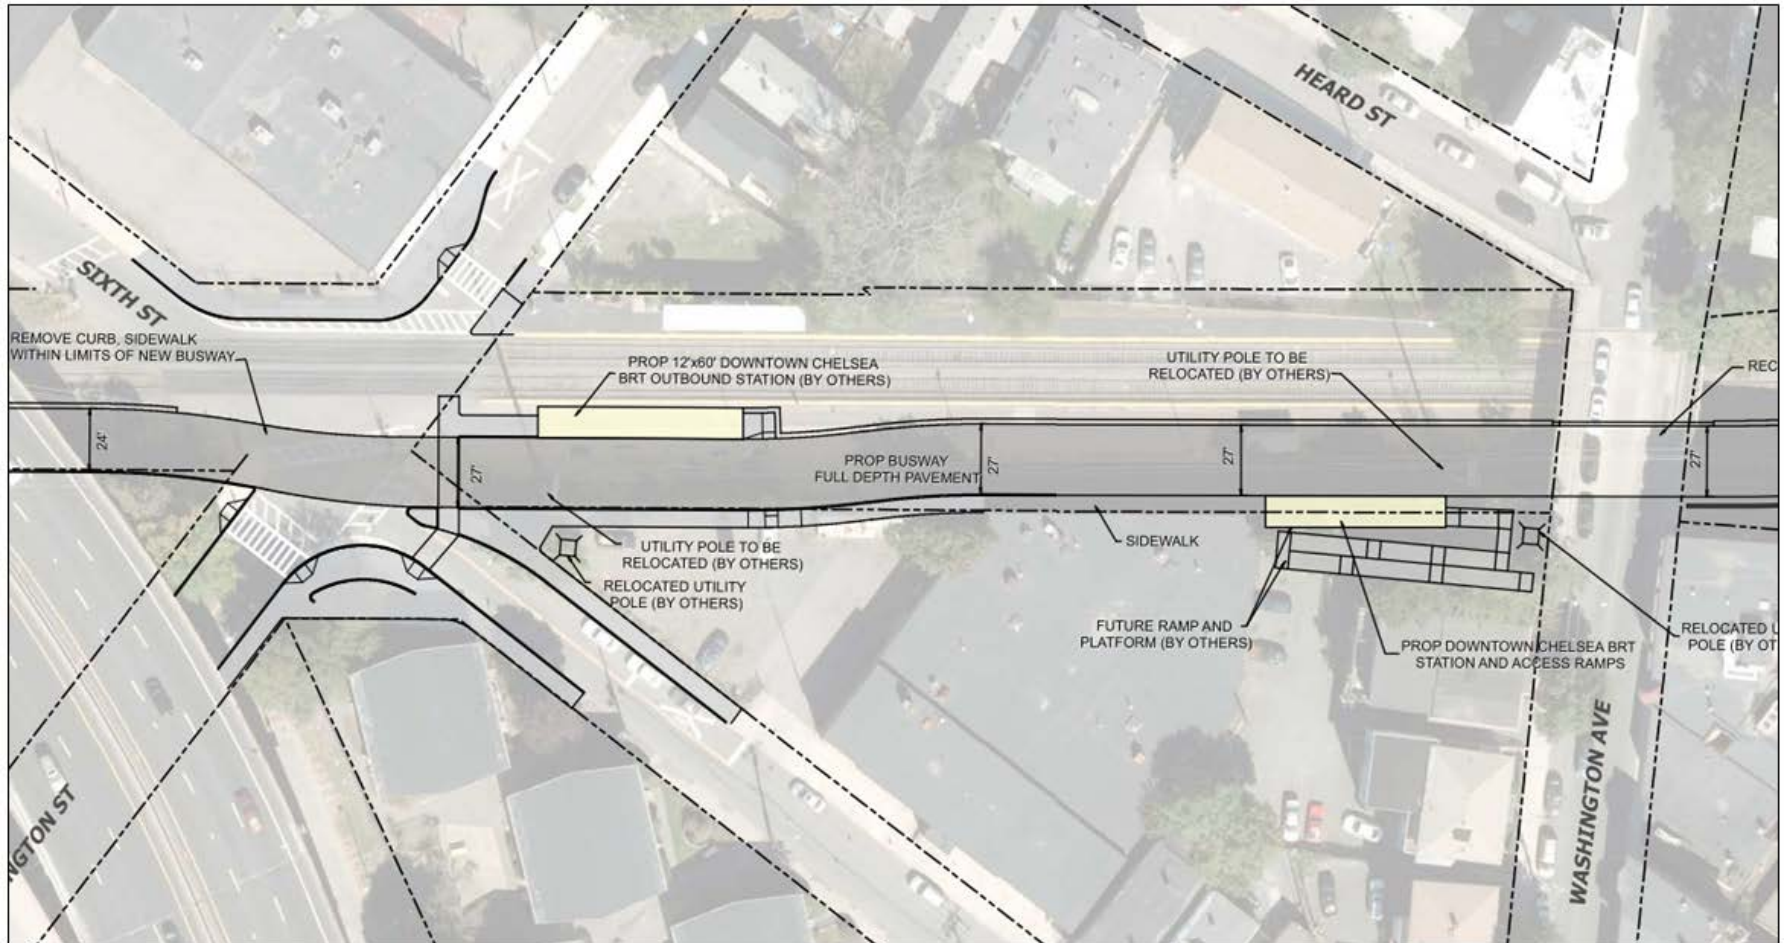 HEARD ST
SIXTH ST
REMOVE CURB, SIDEWALK
WITHIN LIMITS OF NEW BUSWAY
PROP 12'x60' DOWNTOWN CHELSEA
BRT OUTBOUND STATION (BY OTHERS)
UTILITY POLE TO BE
RELOCATED (BY OTHERS)
REC
24'
27'
PROP BUSWAY
FULL DEPTH PAVEMENT
27'
27'
27'
UTILITY POLE TO BE
RELOCATED (BY OTHERS)
RELOCATED UTILITY
POLE (BY OTHERS)
SIDEWALK
FUTURE RAMP AND
PLATFORM (BY OTHERS)
PROP DOWNTOWN CHELSEA BRT
STATION AND ACCESS RAMPS
RELOCATED U
POLE (BY OT
NGTON ST
WASHINGTON AVE